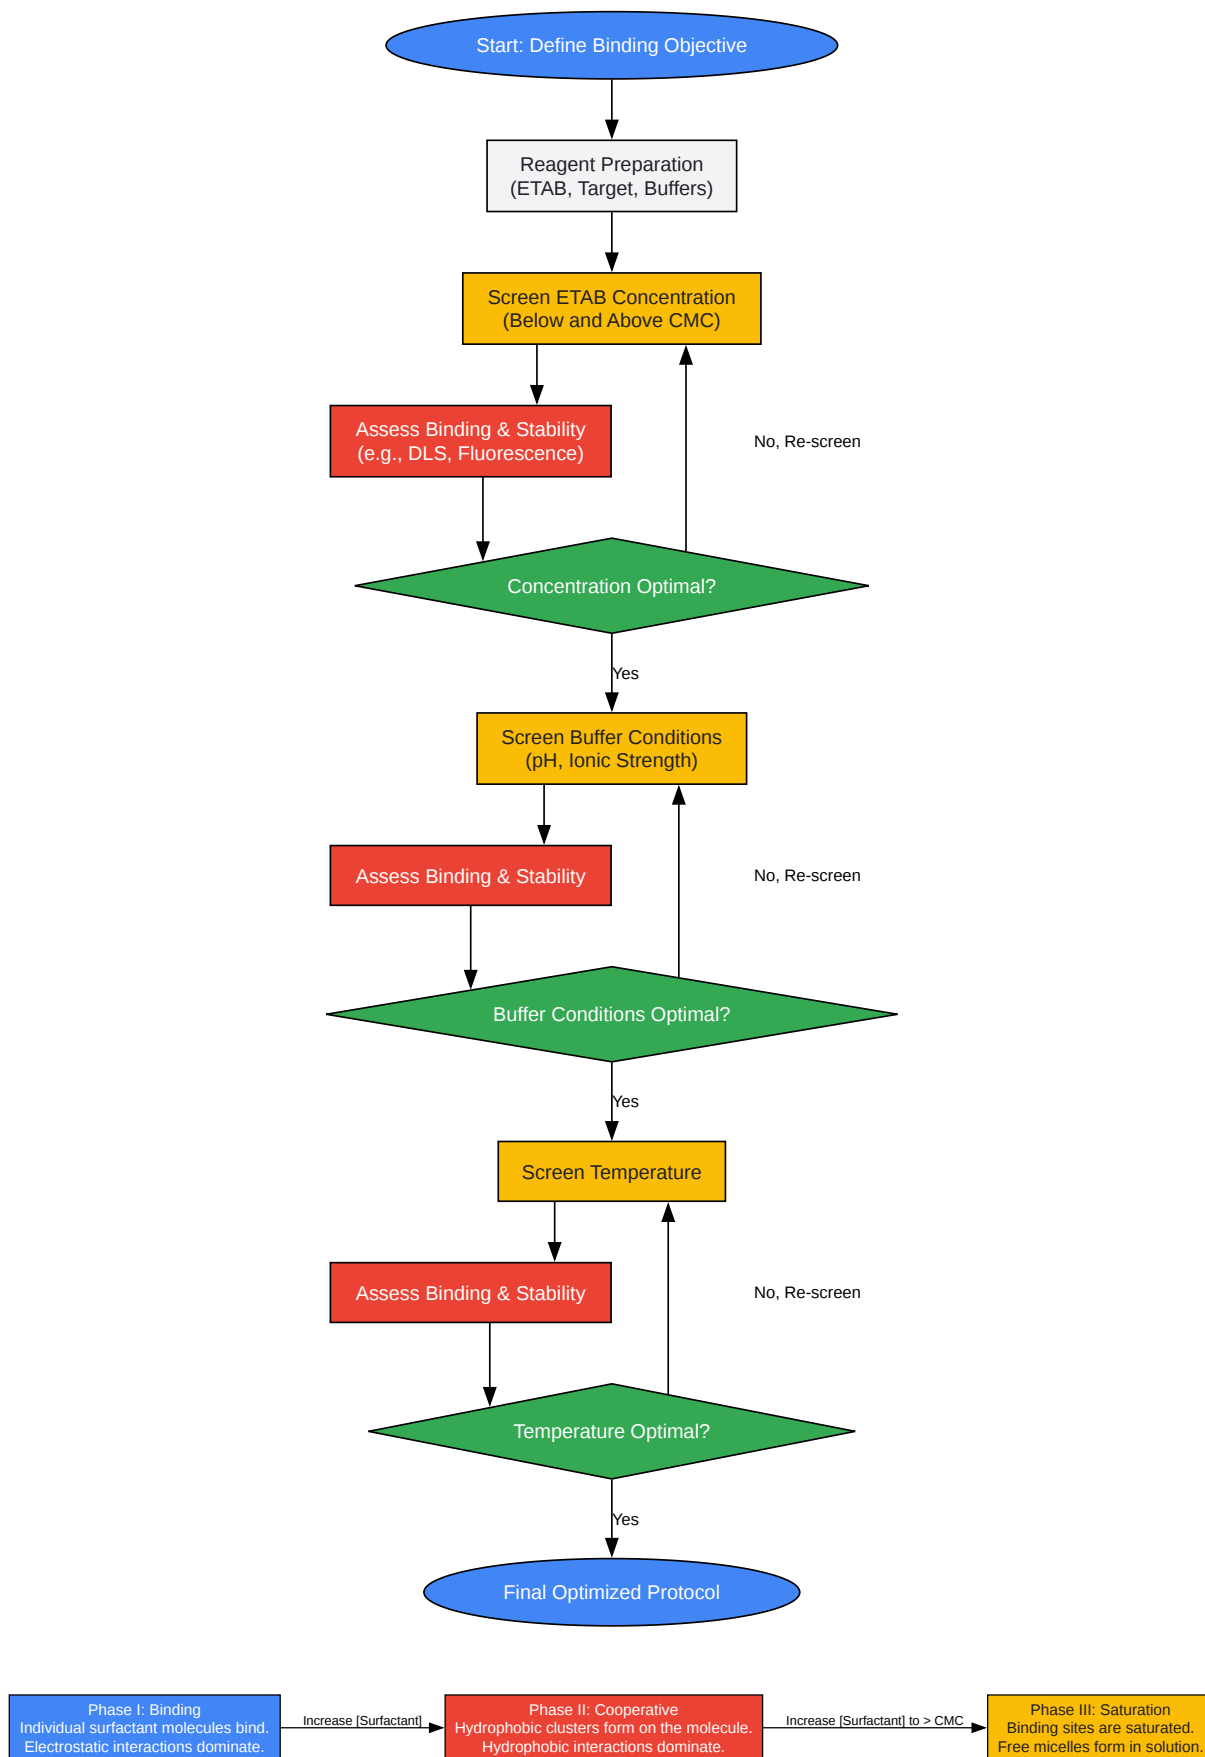 Start: Define Binding Objective
Reagent Preparation
(ETAB, Target, Buffers)
Screen ETAB Concentration
(Below and Above CMC)
Assess Binding & Stability
(e.g., DLS, Fluorescence)
No, Re-screen
Concentration Optimal?
Yes
Screen Buffer Conditions
(pH, Ionic Strength)
Assess Binding & Stability
No, Re-screen
Buffer Conditions Optimal?
Yes
Screen Temperature
Assess Binding & Stability
No, Re-screen
Temperature Optimal?
Yes
Final Optimized Protocol
Phase I: Binding
Individual surfactant molecules bind.
Electrostatic interactions dominate.
Increase [Surfactant]
Phase II: Cooperative
Hydrophobic clusters form on the molecule.
Hydrophobic interactions dominate.
Increase [Surfactant] to > CMC
Phase III: Saturation
Binding sites are saturated.
Free micelles form in solution.